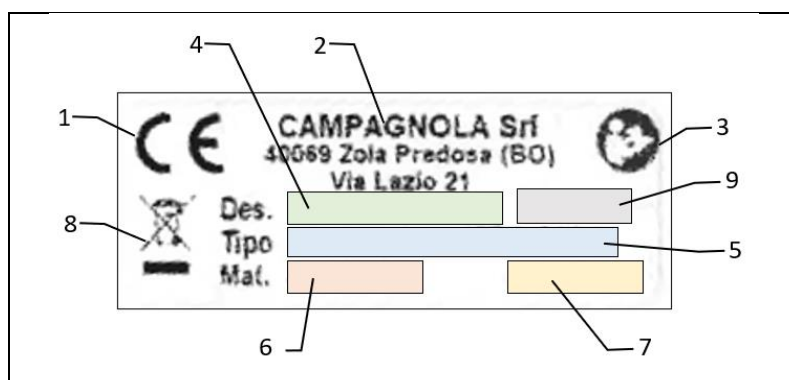 4
2
1
CE
CAMPAGNOLA Srl
3
40069 Zola Predosa (BO)
Via Lazio 21
9
Des.
8
Tipo
5
Mat.
6
7